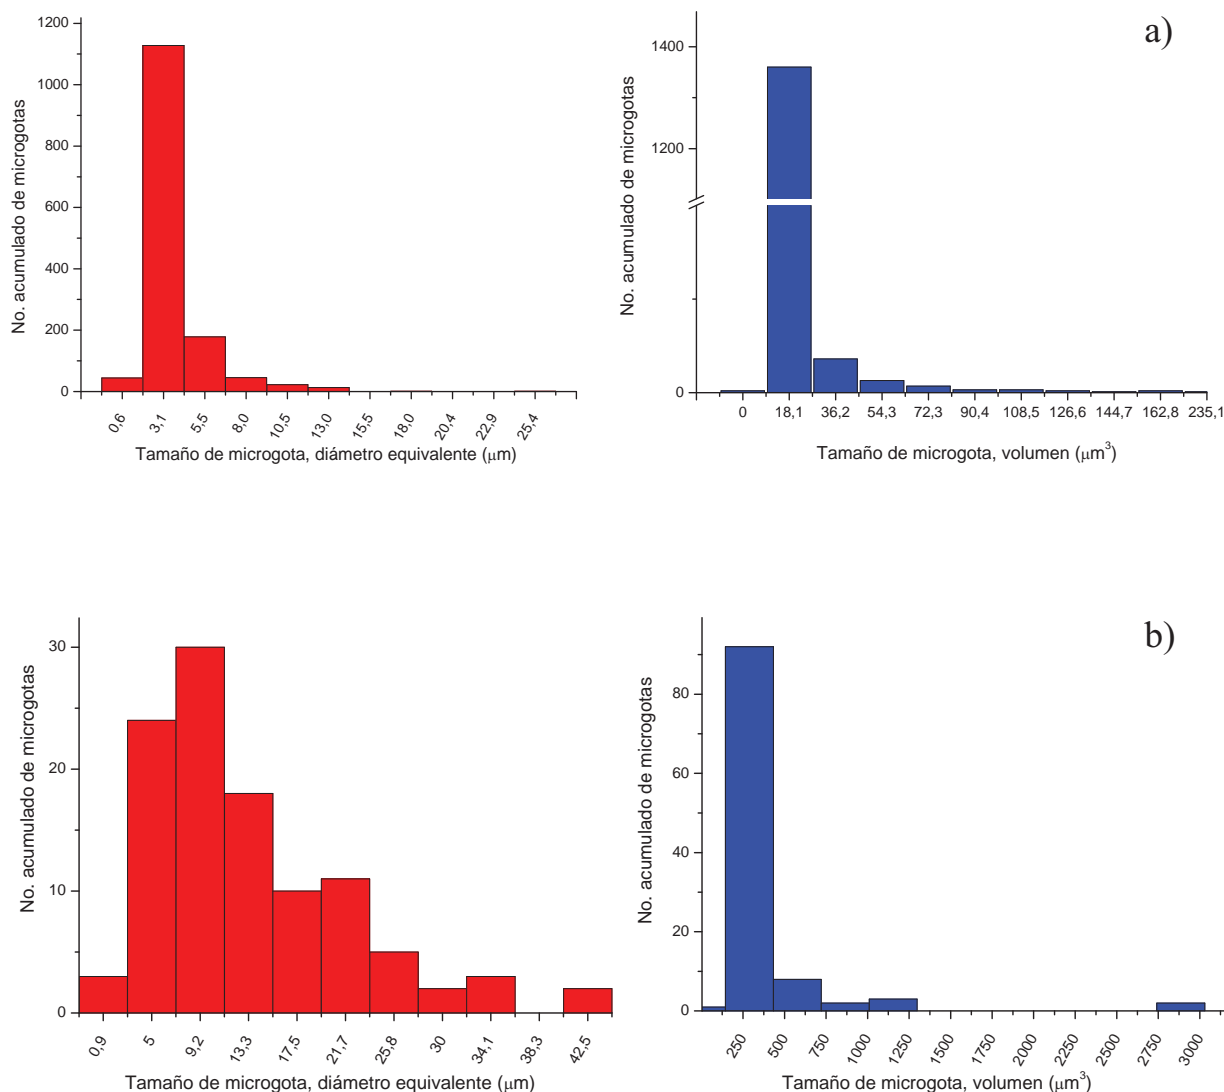 1200
1000
800
600
400
200
0
No. acumulado de microgotas
0,6 3,1 5,5 8,0 10,5 13,0 15,5 18,0 20,4 22,9 25,4
Tamaño de microgota, diámetro equivalente (μm)
a)
1400
1200
0
No. acumulado de microgotas
0 18,1 36,2 54,3 72,3 90,4 108,5 126,6 144,7 162,8 235,1
Tamaño de microgota, volumen (μm³)
30
20
10
0
No. acumulado de microgotas
0,9 5 9,2 13,3 17,5 21,7 25,8 30 34,1 38,3 42,5
Tamaño de microgota, diámetro equivalente (μm)
b)
80
60
40
20
0
No. acumulado de microgotas
250 500 750 1000 1250 1500 1750 2000 2250 2500 2750 3000
Tamaño de microgota, volumen (μm³)